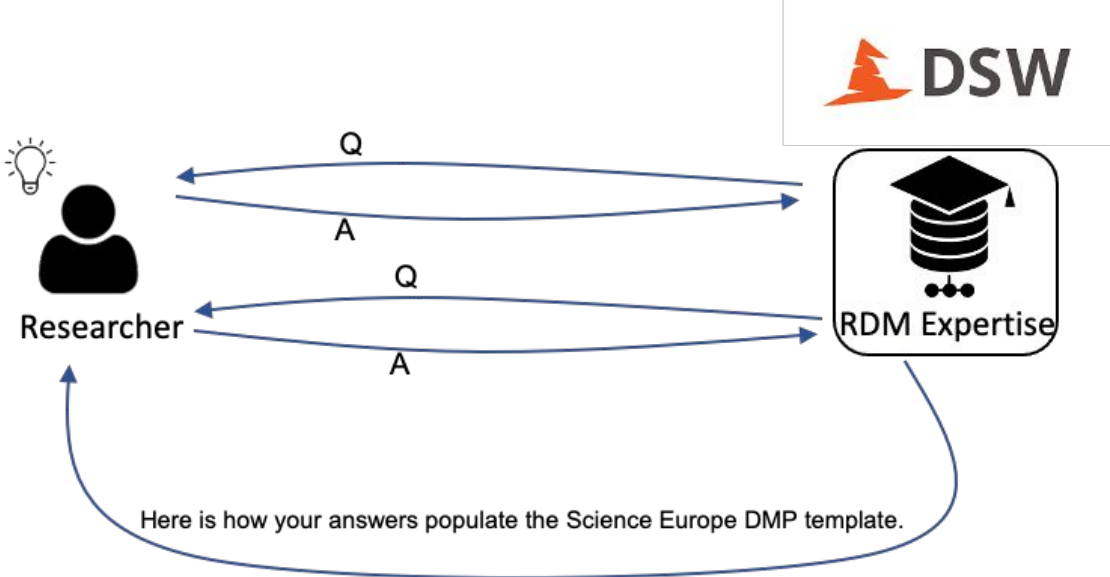 DSW
Q
A
Q
Researcher
RDM Expertise
A
Here is how your answers populate the Science Europe DMP template.